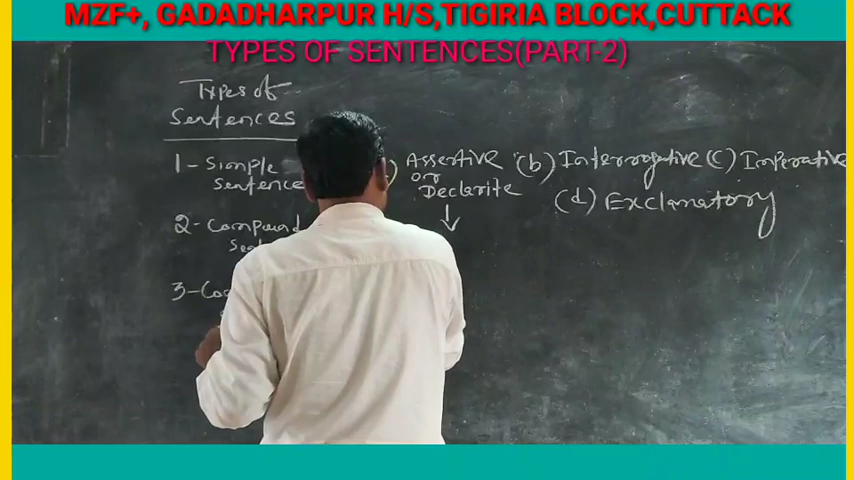 MZF+, GADADHARPUR H/S,TIGIRIA BLOCK,CUTTACK
TYPES OF SENTENCES(PART-2)
Types of
Sentences
1-Simple
Sentence
2-Compound
3-
) Assertive
or
Declarite
(b) Interrogative (c) Imperative
(d) Exclamatory